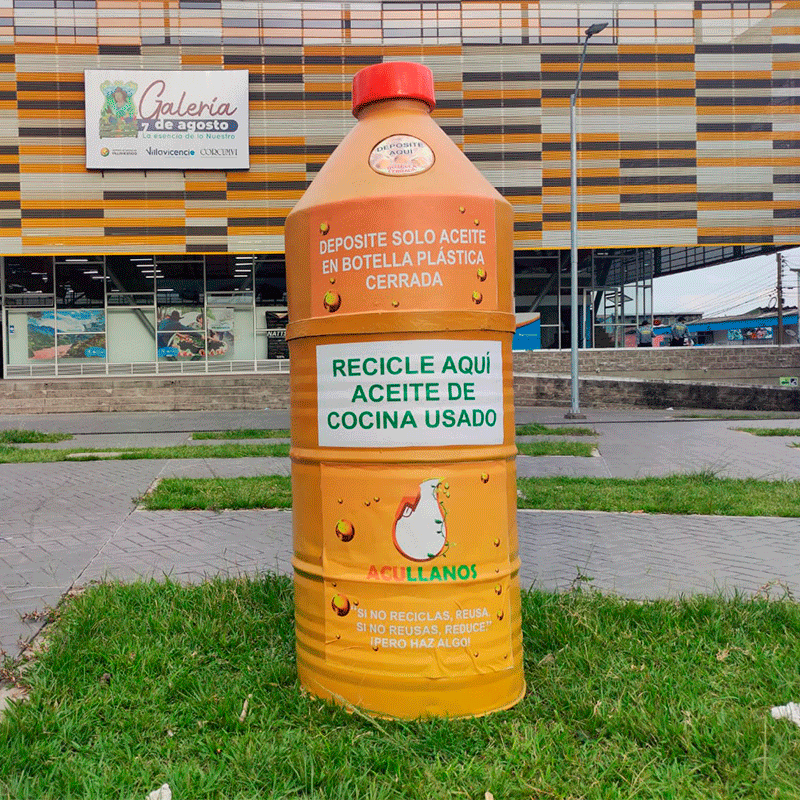 Galería
7 de agosto
La esencia de lo Nuestro
Villavicencio CORCUMVI
DEPOSITE
AQUÍ
DEPOSITE SOLO ACEITE
EN BOTELLA PLÁSTICA
CERRADA
RECICLE AQUÍ
ACEITE DE
COCINA USADO
ACULLANOS
"SI NO RECICLAS, REUSA,
SI NO REUSAS, REDUCE!"
¡PERO HAZ ALGO!